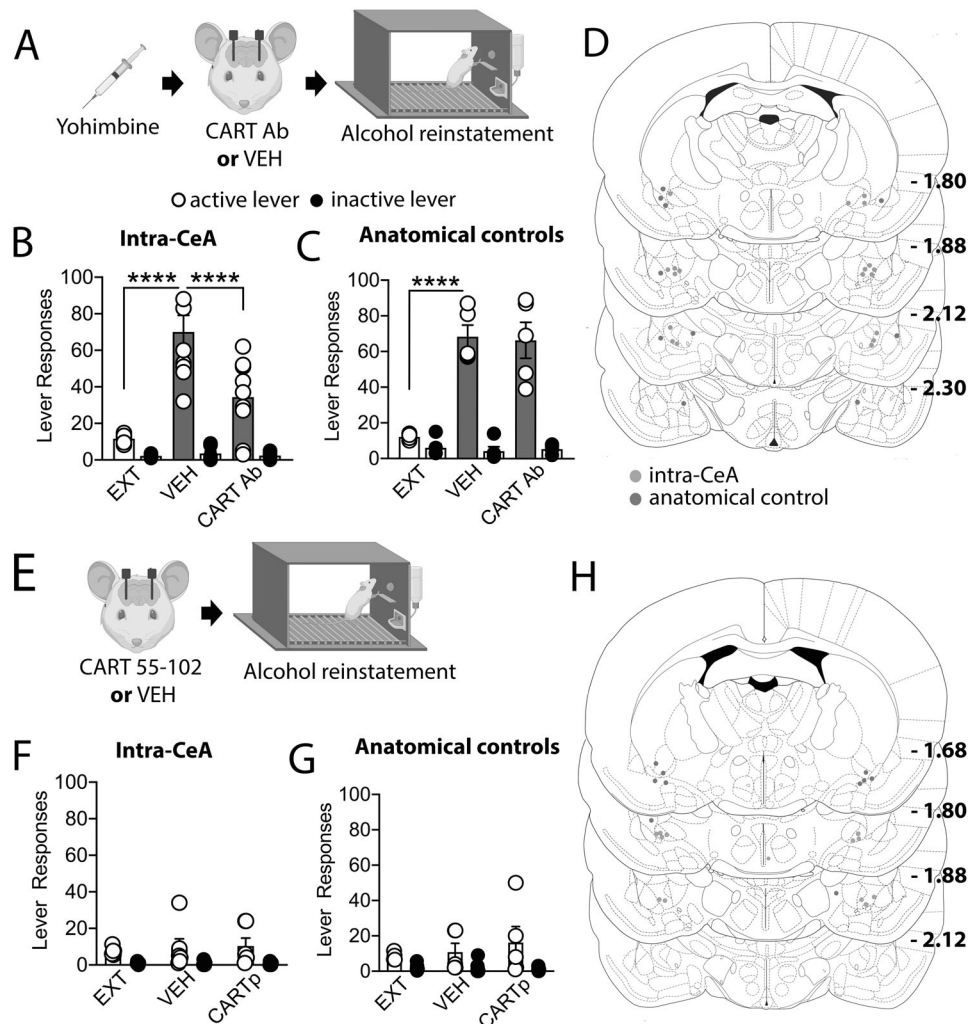 A
Yohimbine
CART Ab
or VEH
Alcohol reinstatement
active lever
inactive lever
B
Intra-CeA
100
80
60
40
20
0
Lever Responses
****
****
EXT
VEH
CART Ab
C
Anatomical controls
100
80
60
40
20
0
Lever Responses
****
EXT
VEH
CART Ab
D
- 1.80
- 1.88
- 2.12
- 2.30
intra-CeA
anatomical control
E
CART 55-102
or VEH
Alcohol reinstatement
F
Intra-CeA
100
80
60
40
20
0
Lever Responses
EXT
VEH
CARTp
G
Anatomical controls
100
80
60
40
20
0
Lever Responses
EXT
VEH
CARTp
H
- 1.68
- 1.80
- 1.88
- 2.12